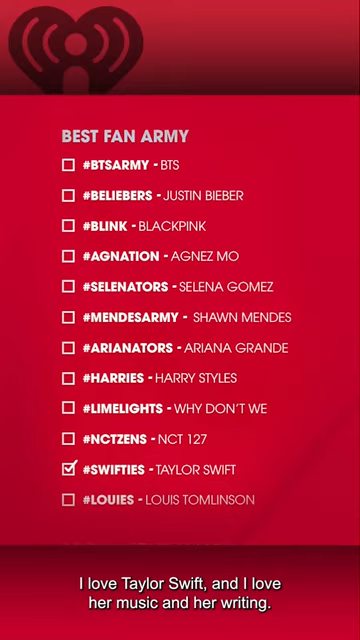 BEST FAN ARMY
#BTSARMY - BTS
#BELIEBERS - JUSTIN BIEBER
#BLINK - BLACKPINK
#AGNATION - AGNEZ MO
#SELENATORS - SELENA GOMEZ
#MENDESARMY - SHAWN MENDES
#ARIANATORS - ARIANA GRANDE
#HARRIES - HARRY STYLES
#LIMELIGHTS - WHY DON'T WE
#NCTZENS - NCT 127
#SWIFTIES - TAYLOR SWIFT
#LOUIES - LOUIS TOMLINSON
I love Taylor Swift, and I love
her music and her writing.